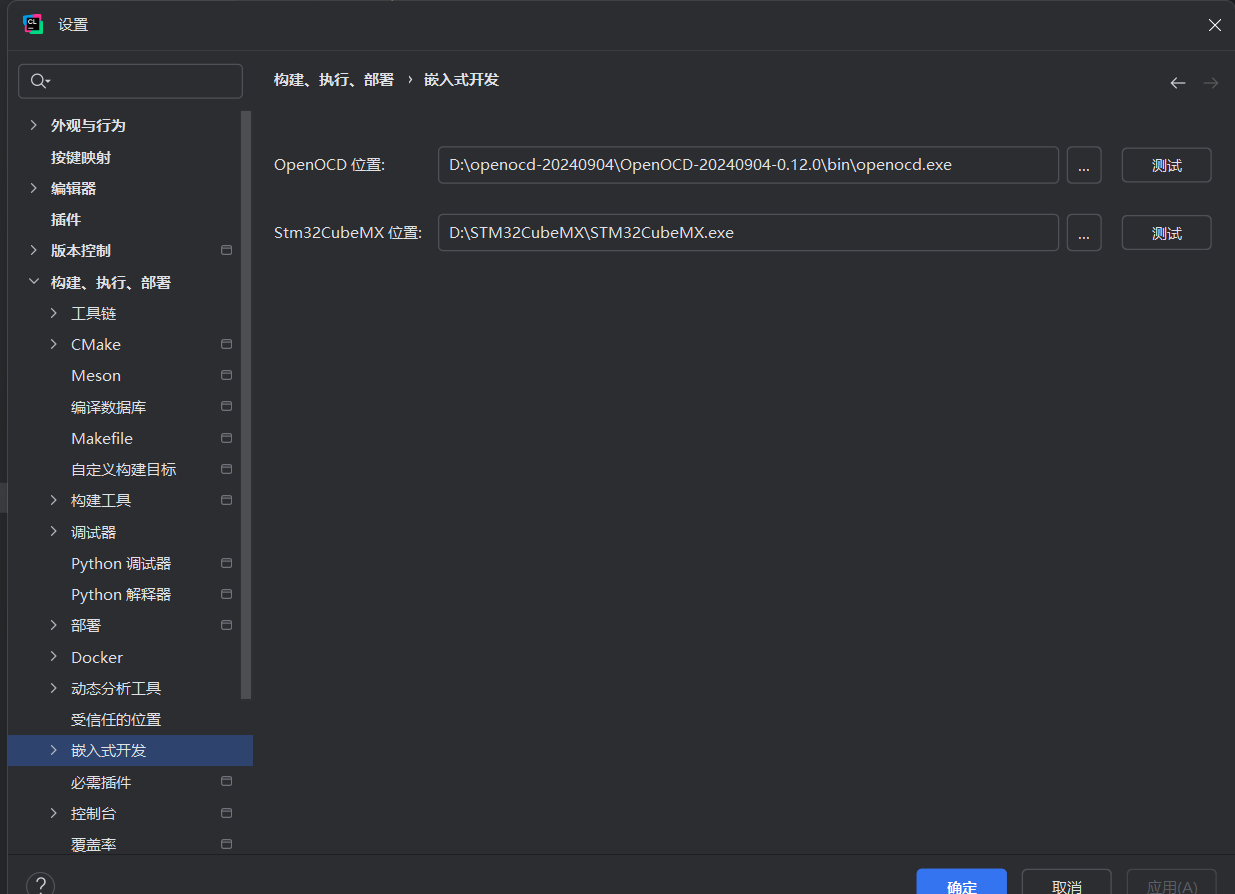 CL
设置
构建、执行、部署 › 嵌入式开发
外观与行为
按键映射
编辑器
插件
版本控制
构建、执行、部署
工具链
CMake
Meson
编译数据库
Makefile
自定义构建目标
构建工具
调试器
Python 调试器
Python 解释器
部署
Docker
动态分析工具
受信任的位置
嵌入式开发
必需插件
控制台
覆盖率
OpenOCD 位置: D:\openocd-20240904\OpenOCD-20240904-0.12.0\bin\openocd.exe ... 测试
Stm32CubeMX 位置: D:\STM32CubeMX\STM32CubeMX.exe ... 测试
? 确定 取消 应用(A)